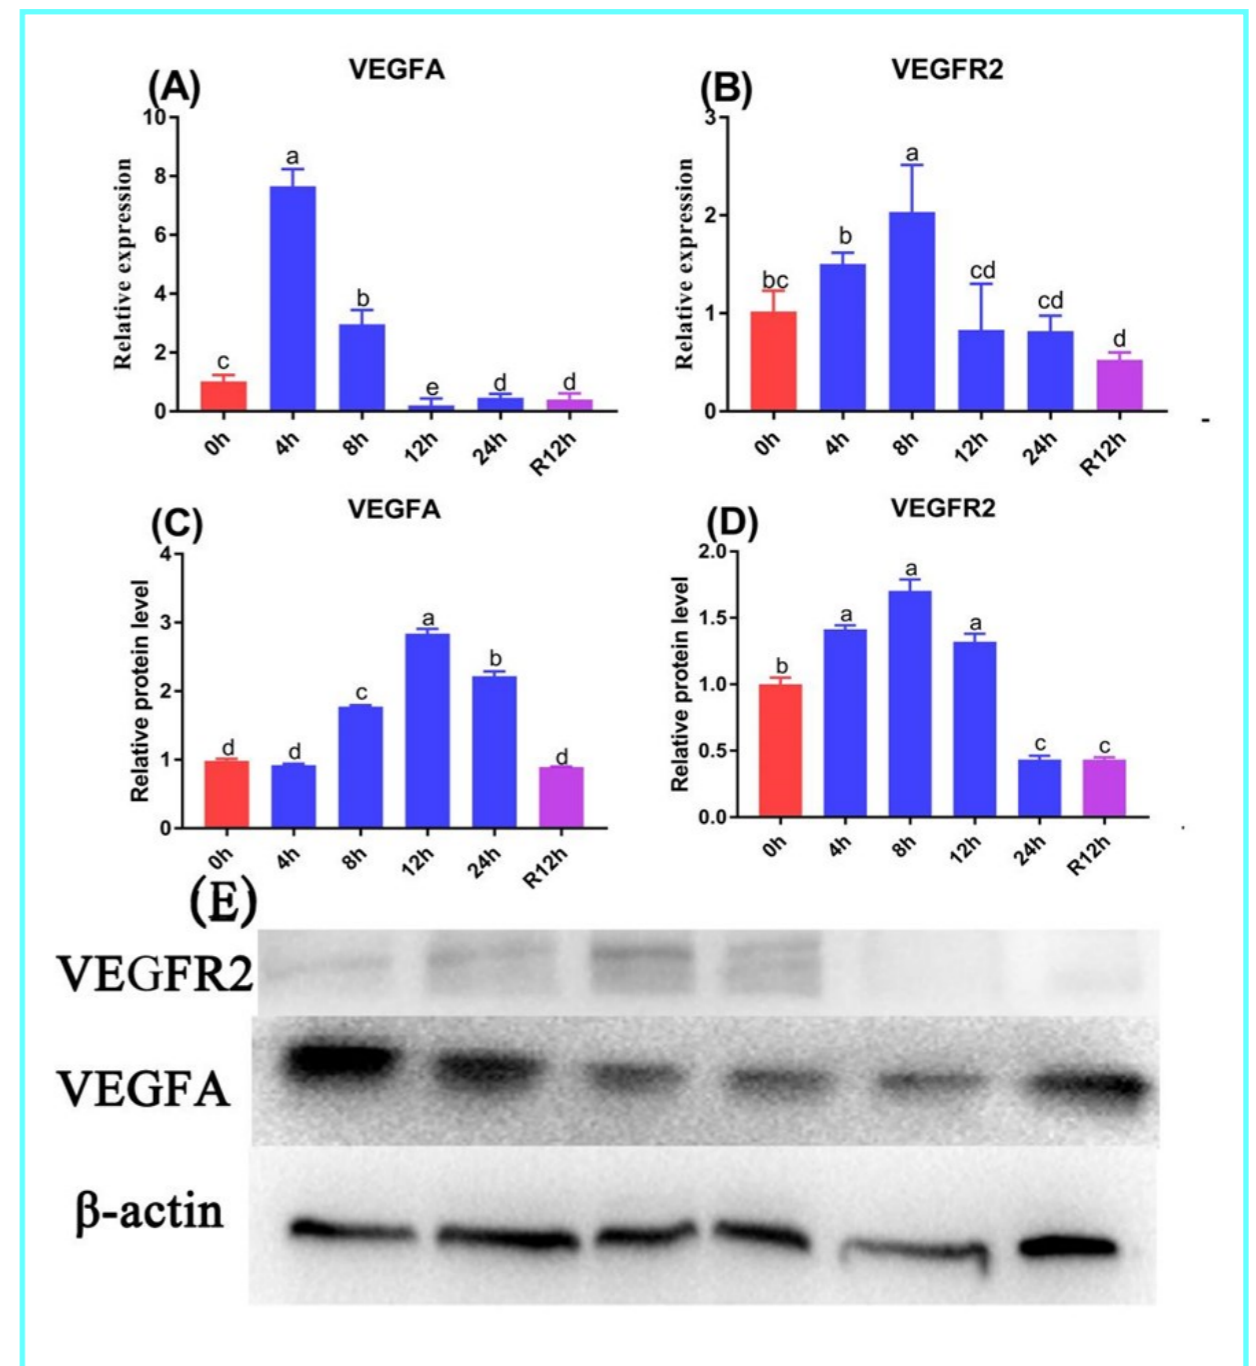 (A)
VEGFA
Relative expression
10
8
6
4
2
0
c
a
b
e
d
d
0h
4h
8h
12h
24h
R12h
(B)
VEGFR2
Relative expression
3
2
1
0
bc
b
a
cd
cd
d
0h
4h
8h
12h
24h
R12h
(C)
VEGFA
Relative protein level
4
3
2
1
0
d
d
c
a
b
d
0h
4h
8h
12h
24h
R12h
(D)
VEGFR2
Relative protein level
2.0
1.5
1.0
0.5
0.0
b
a
a
a
c
c
0h
4h
8h
12h
24h
R12h
(E)
VEGFR2
VEGFA
β-actin